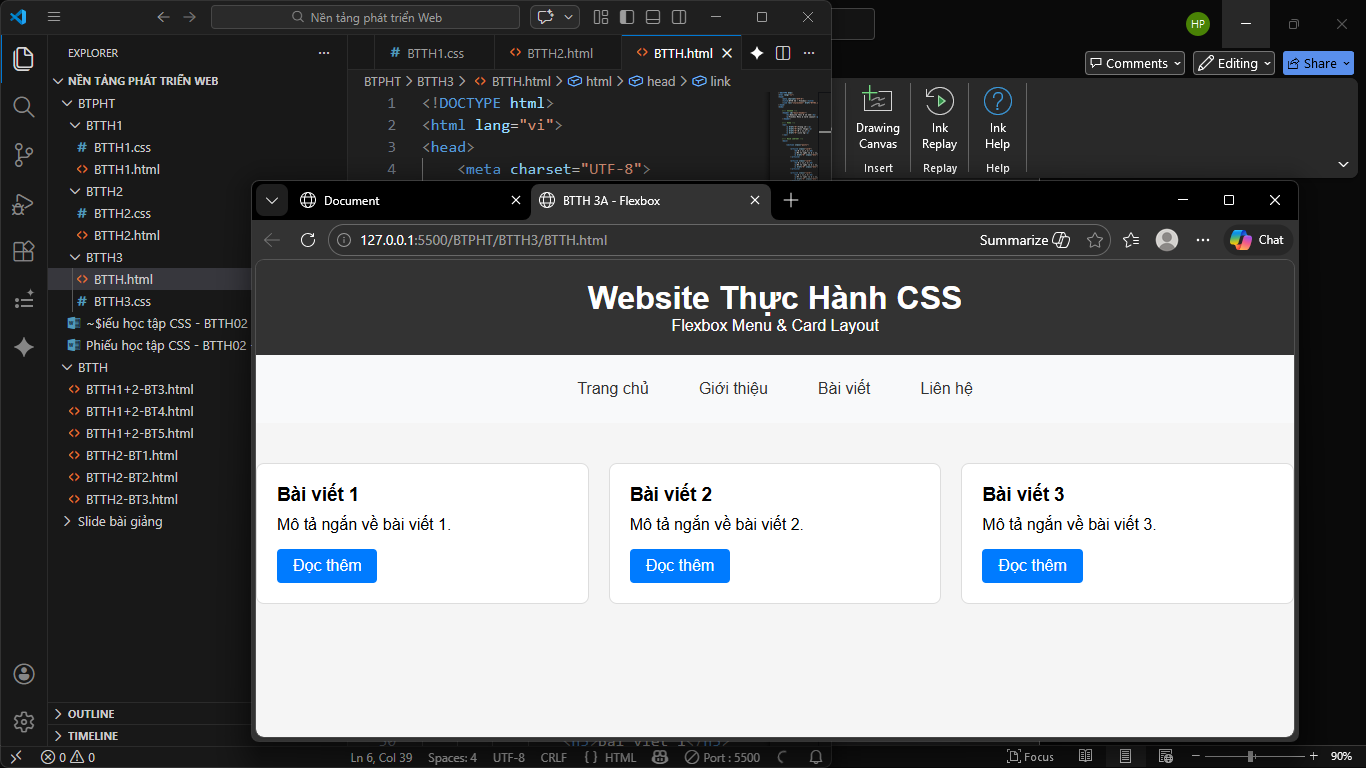 Nền tảng phát triển Web
HP
EXPLORER
BTTH1.css
BTTH2.html
BTTH.html
Comments
Editing
Share
NỀN TẢNG PHÁT TRIỂN WEB
BTPHT > BTTH3 > BTTH.html > html > head > link
BTPHT
1 <!DOCTYPE html>
BTTH1
2 <html lang="vi">
BTTH1.css
3 <head>
BTTH1.html
4 <meta charset="UTF-8">
Drawing Canvas
Ink Replay
Ink Help
Insert
Replay
Help
BTTH2
BTTH2.css
BTTH2.html
BTTH3
BTTH.html
BTTH3.css
~$iếu học tập CSS - BTTH02
Phiếu học tập CSS - BTTH02 -
BTTH
BTTH1+2-BT3.html
BTTH1+2-BT4.html
BTTH1+2-BT5.html
BTTH2-BT1.html
BTTH2-BT2.html
BTTH2-BT3.html
Slide bài giảng
OUTLINE
TIMELINE
Document
BTTH 3A - Flexbox
127.0.0.1:5500/BTPHT/BTTH3/BTTH.html
Summarize
Chat
Website Thực Hành CSS
Flexbox Menu & Card Layout
Trang chủ
Giới thiệu
Bài viết
Liên hệ
Bài viết 1
Mô tả ngắn về bài viết 1.
Đọc thêm
Bài viết 2
Mô tả ngắn về bài viết 2.
Đọc thêm
Bài viết 3
Mô tả ngắn về bài viết 3.
Đọc thêm
0 0
Ln 6, Col 39
Spaces: 4
UTF-8
CRLF
{ } HTML
Port : 5500
Focus
90%